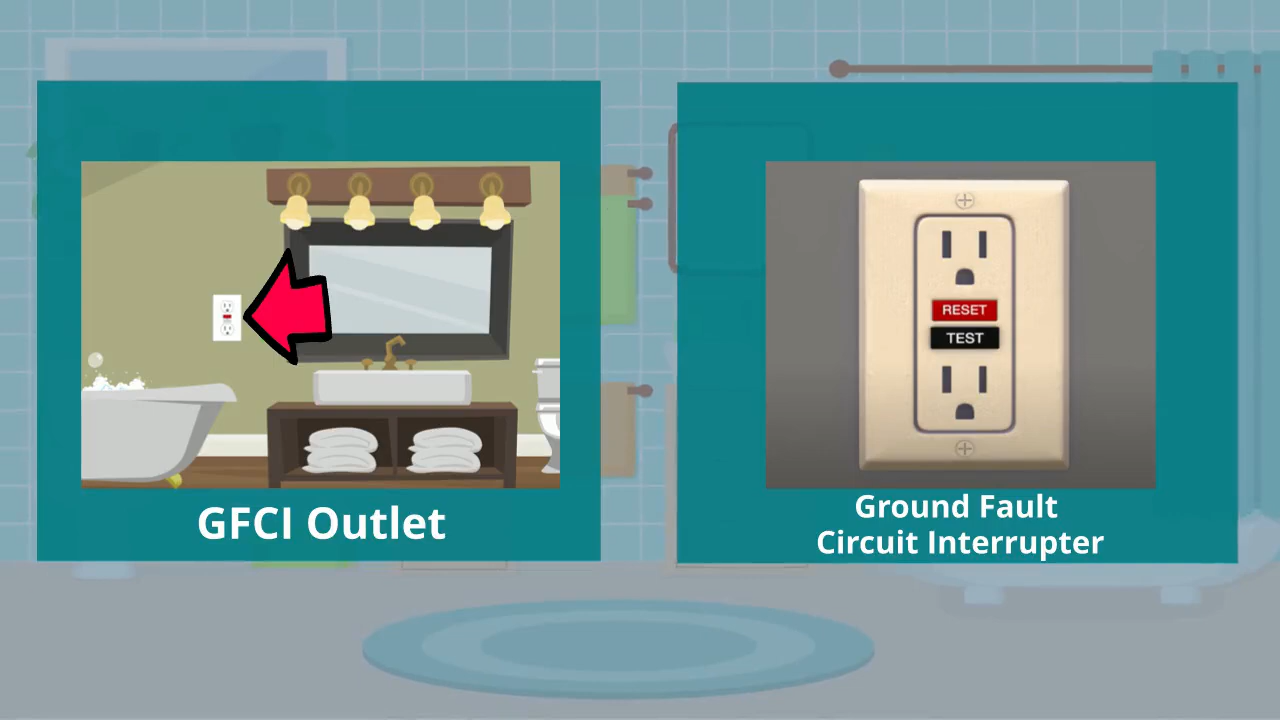 GFCI Outlet
RESET
TEST
Ground Fault
Circuit Interrupter